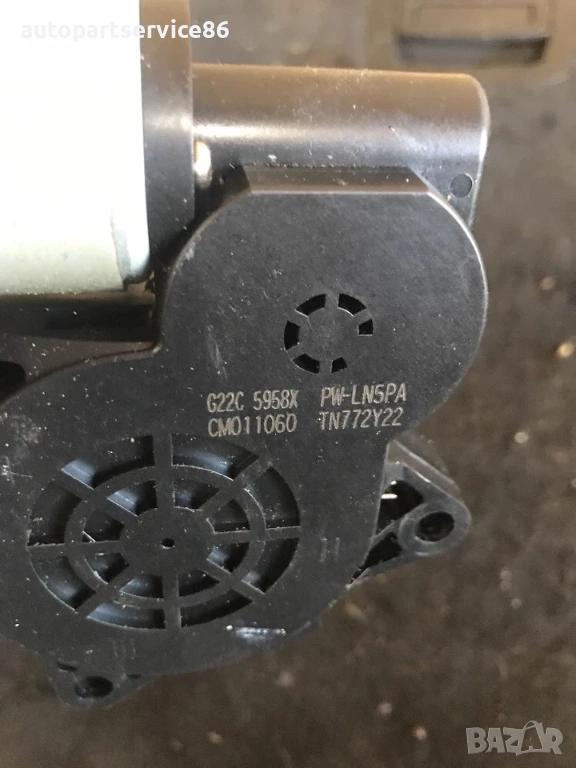 autopartservice86
G22C 5958X PW-LN5PA
CM011060 TN772Y22
BAZAR